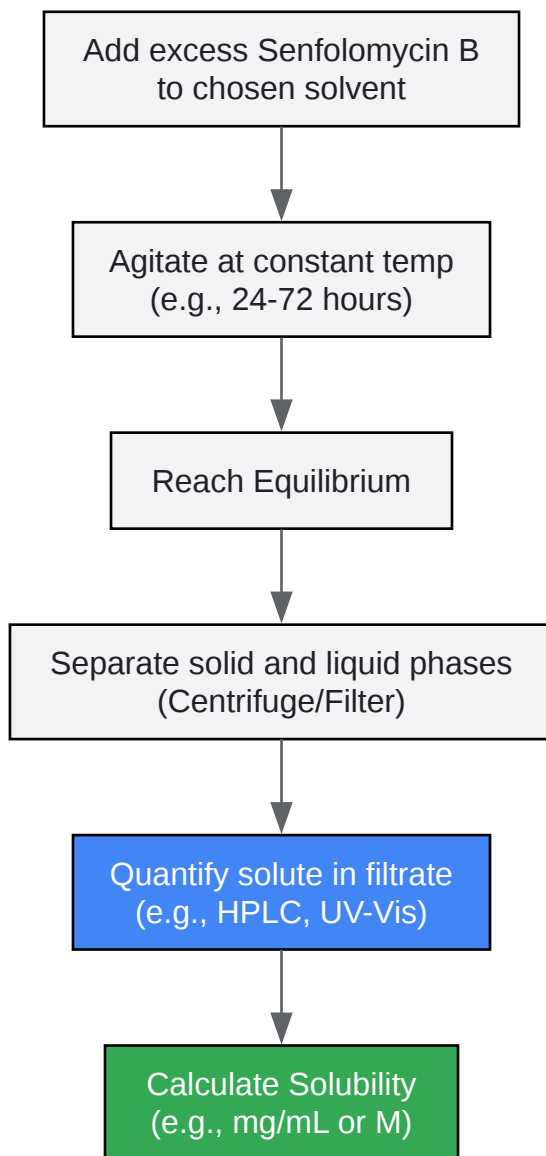 Add excess Senfolomycin B
to chosen solvent
Agitate at constant temp
(e.g., 24-72 hours)
Reach Equilibrium
Separate solid and liquid phases
(Centrifuge/Filter)
Quantify solute in filtrate
(e.g., HPLC, UV-Vis)
Calculate Solubility
(e.g., mg/mL or M)